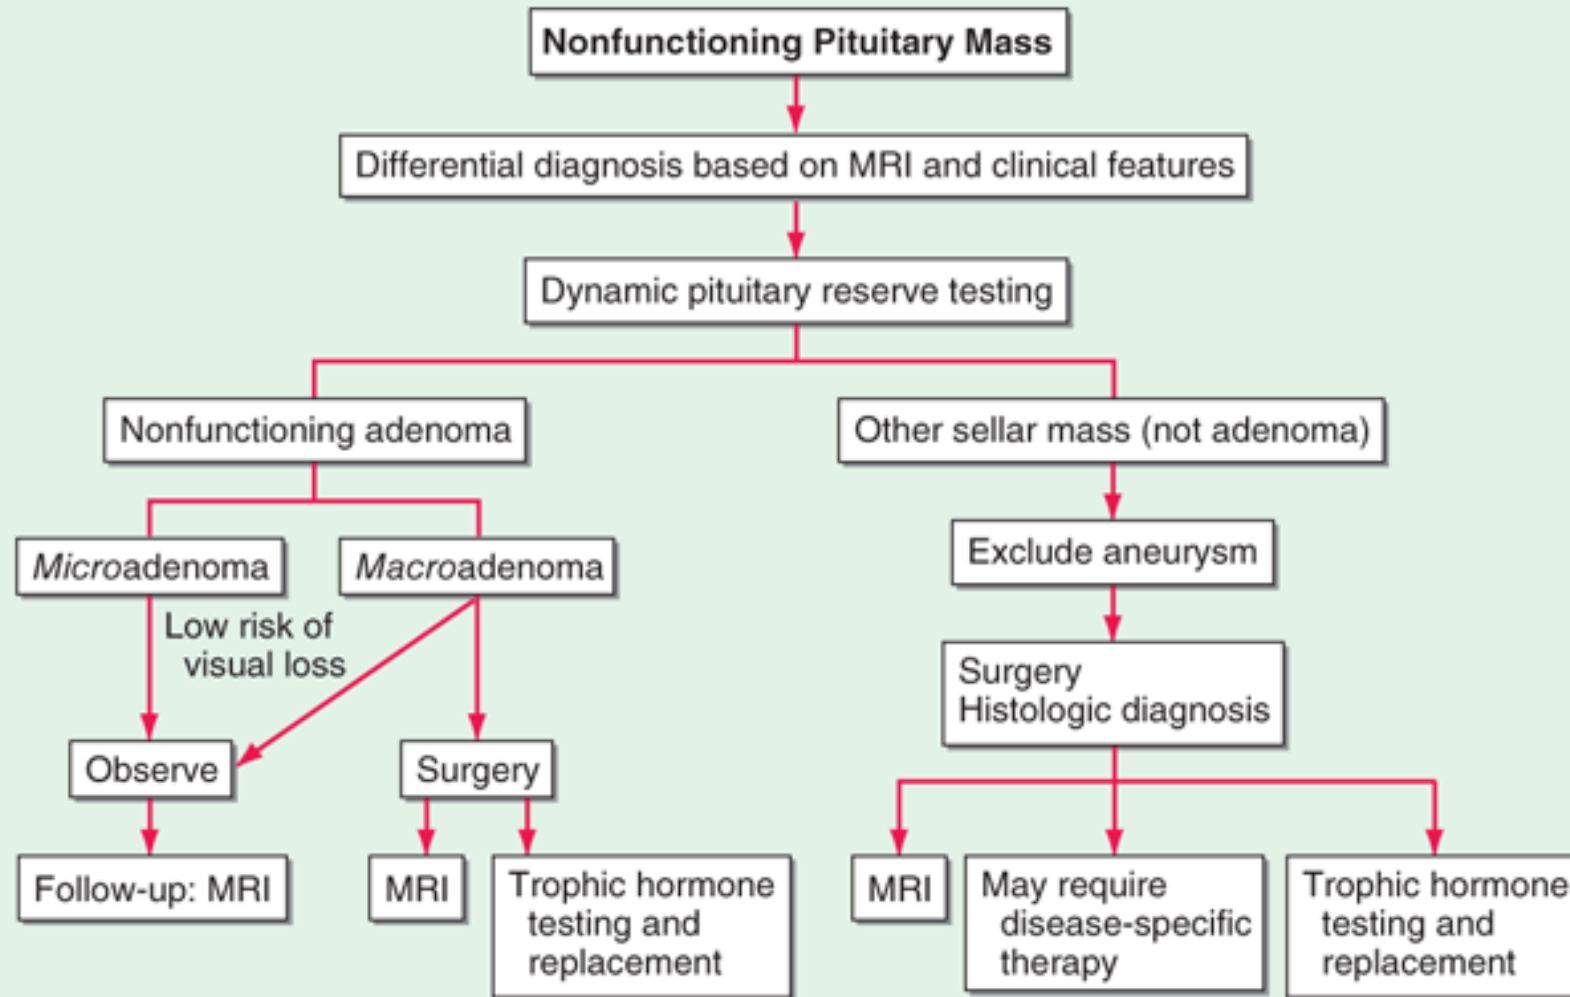 Nonfunctioning Pituitary Mass
Differential diagnosis based on MRI and clinical features
Dynamic pituitary reserve testing
Nonfunctioning adenoma
Other sellar mass (not adenoma)
Microadenoma
Macroadenoma
Exclude aneurysm
Low risk of
visual loss
Surgery
Histologic diagnosis
Observe
Surgery
Follow-up: MRI
MRI
Trophic hormone
testing and
replacement
MRI
May require
disease-specific
therapy
Trophic hormone
testing and
replacement